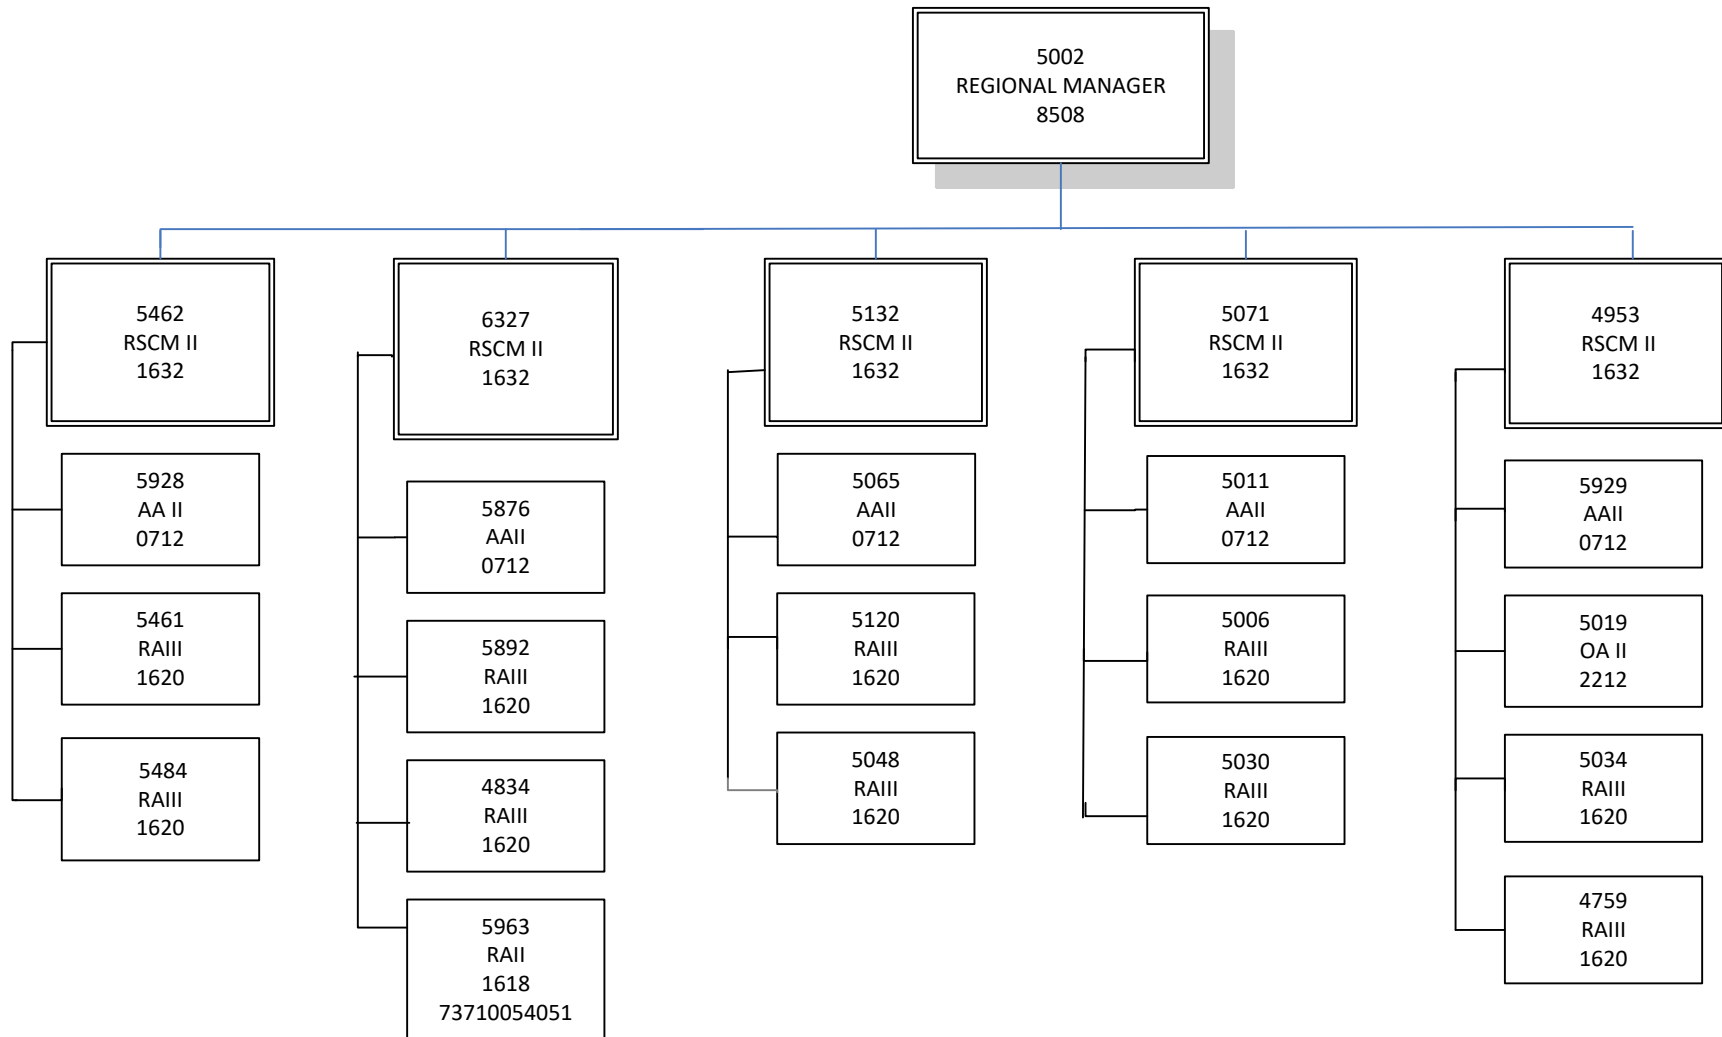 5002
REGIONAL MANAGER
8508
5462
RSCM II
1632
5928
AA II
0712
5461
RAIII
1620
5484
RAIII
1620
6327
RSCM II
1632
5876
AAII
0712
5892
RAIII
1620
4834
RAIII
1620
5963
RAII
1618
73710054051
5132
RSCM II
1632
5065
AAII
0712
5120
RAIII
1620
5048
RAIII
1620
5071
RSCM II
1632
5011
AAII
0712
5006
RAIII
1620
5030
RAIII
1620
4953
RSCM II
1632
5929
AAII
0712
5019
OA II
2212
5034
RAIII
1620
4759
RAIII
1620